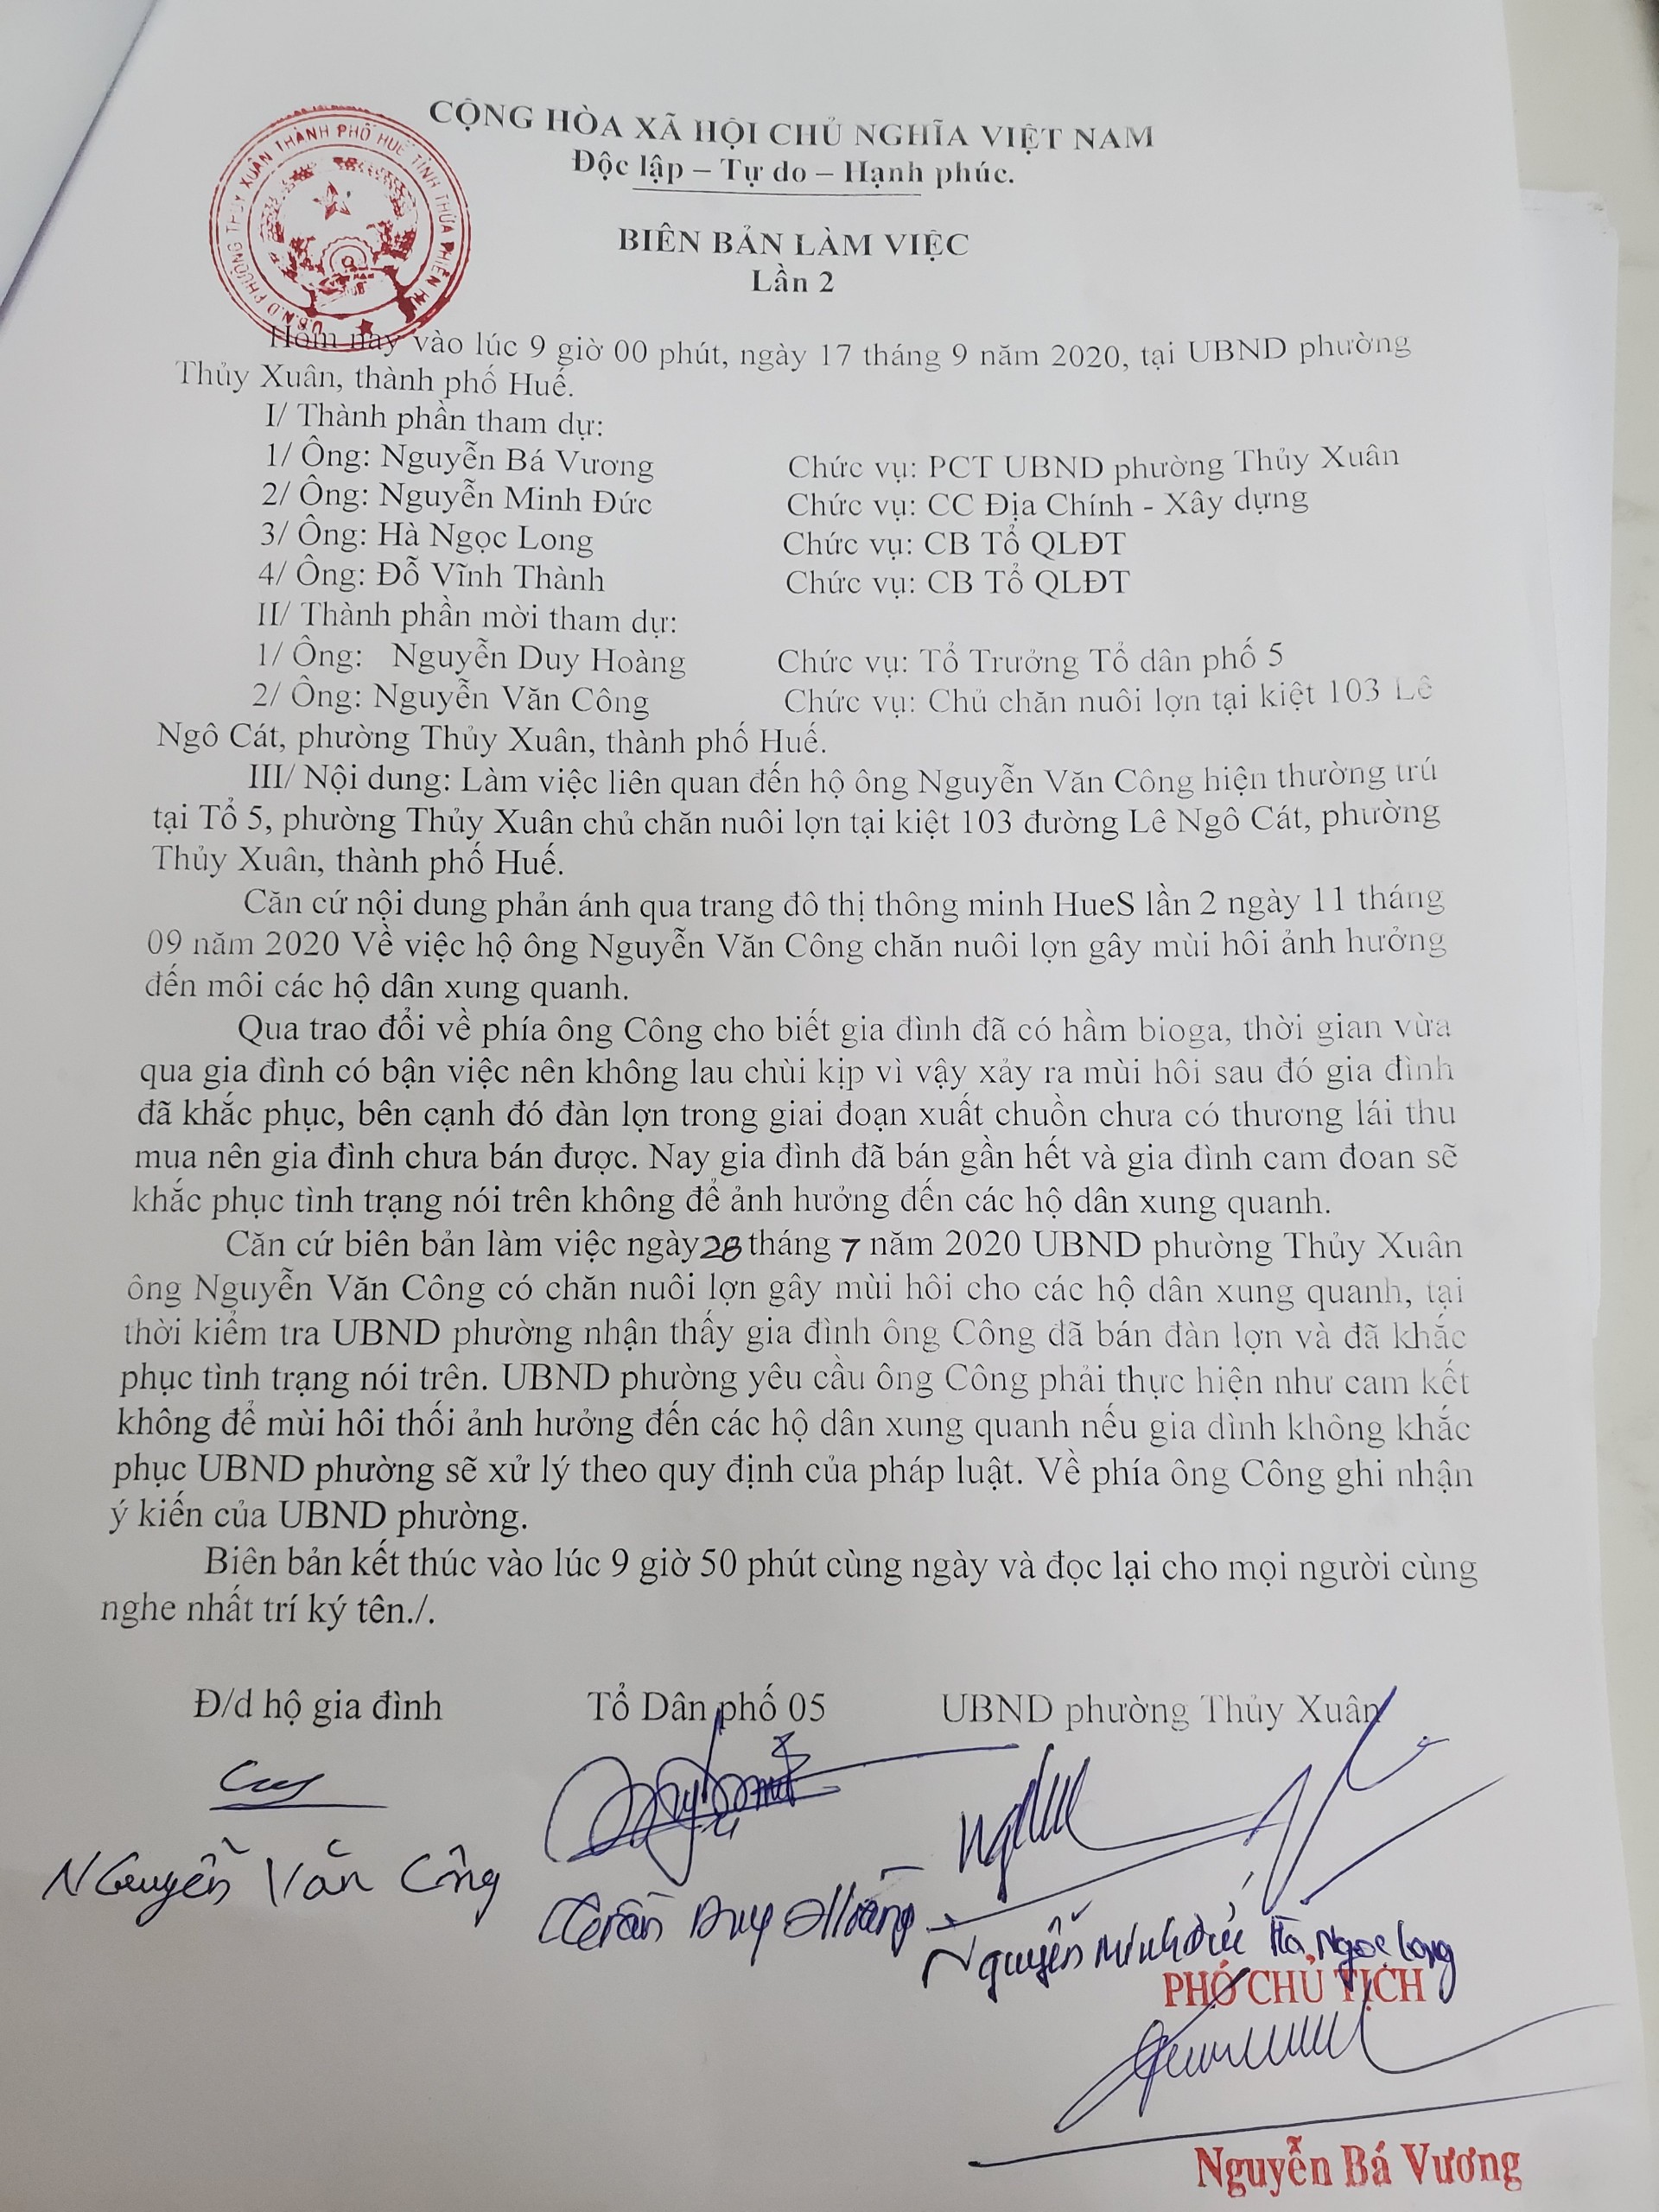 CỘNG HÒA XÃ HỘI CHỦ NGHĨA VIỆT NAM
Độc lập – Tự do – Hạnh phúc.
U.B.N.D PHƯỜNG THỦY XUÂN THÀNH PHỐ HUẾ TỈNH THỪA THIÊN HUẾ
BIÊN BẢN LÀM VIỆC
Lần 2
Hôm nay vào lúc 9 giờ 00 phút, ngày 17 tháng 9 năm 2020, tại UBND phường
Thủy Xuân, thành phố Huế.
I/ Thành phần tham dự:
1/ Ông: Nguyễn Bá Vương Chức vụ: PCT UBND phường Thủy Xuân
2/ Ông: Nguyễn Minh Đức Chức vụ: CC Địa Chính - Xây dựng
3/ Ông: Hà Ngọc Long Chức vụ: CB Tổ QLĐT
4/ Ông: Đỗ Vĩnh Thành Chức vụ: CB Tổ QLĐT
II/ Thành phần mời tham dự:
1/ Ông: Nguyễn Duy Hoàng Chức vụ: Tổ Trưởng Tổ dân phố 5
2/ Ông: Nguyễn Văn Công Chức vụ: Chủ chăn nuôi lợn tại kiệt 103 Lê
Ngô Cát, phường Thủy Xuân, thành phố Huế.
III/ Nội dung: Làm việc liên quan đến hộ ông Nguyễn Văn Công hiện thường trú
tại Tổ 5, phường Thủy Xuân chủ chăn nuôi lợn tại kiệt 103 đường Lê Ngô Cát, phường
Thủy Xuân, thành phố Huế.
Căn cứ nội dung phản ánh qua trang đô thị thông minh HueS lần 2 ngày 11 tháng
09 năm 2020 Về việc hộ ông Nguyễn Văn Công chăn nuôi lợn gây mùi hôi ảnh hưởng
đến môi các hộ dân xung quanh.
Qua trao đổi về phía ông Công cho biết gia đình đã có hầm bioga, thời gian vừa
qua gia đình có bận việc nên không lau chùi kịp vì vậy xảy ra mùi hôi sau đó gia đình
đã khắc phục, bên cạnh đó đàn lợn trong giai đoạn xuất chuồn chưa có thương lái thu
mua nên gia đình chưa bán được. Nay gia đình đã bán gần hết và gia đình cam đoan sẽ
khắc phục tình trạng nói trên không để ảnh hưởng đến các hộ dân xung quanh.
Căn cứ biên bản làm việc ngày 28 tháng 7 năm 2020 UBND phường Thủy Xuân
ông Nguyễn Văn Công có chăn nuôi lợn gây mùi hôi cho các hộ dân xung quanh, tại
thời kiểm tra UBND phường nhận thấy gia đình ông Công đã bán đàn lợn và đã khắc
phục tình trạng nói trên. UBND phường yêu cầu ông Công phải thực hiện như cam kết
không để mùi hôi thối ảnh hưởng đến các hộ dân xung quanh nếu gia đình không khắc
phục UBND phường sẽ xử lý theo quy định của pháp luật. Về phía ông Công ghi nhận
ý kiến của UBND phường.
Biên bản kết thúc vào lúc 9 giờ 50 phút cùng ngày và đọc lại cho mọi người cùng
nghe nhất trí ký tên./.
Đ/d hộ gia đình Tổ Dân phố 05 UBND phường Thủy Xuân
Nguyễn Văn Công Trần Duy Hoàng Nguyễn Minh Đức Hà Ngọc Long
PHÓ CHỦ TỊCH
Nguyễn Bá Vương